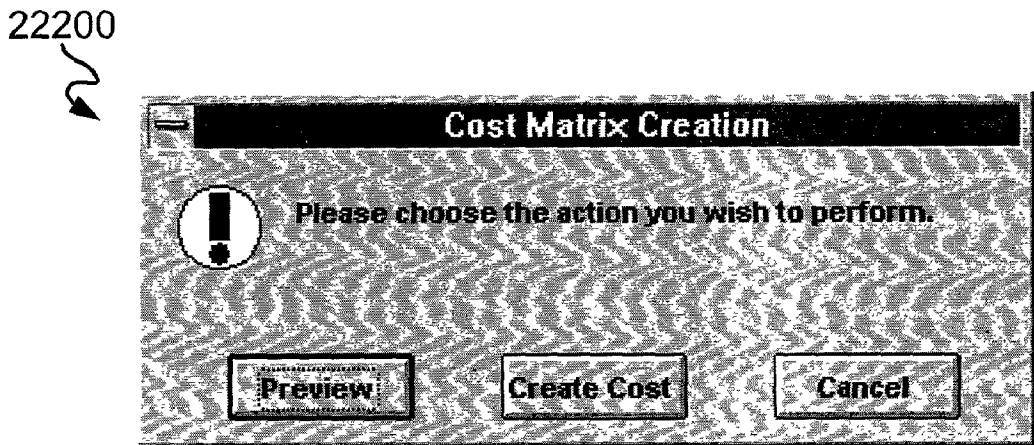 22200
Cost Matrix Creation
Please choose the action you wish to perform.
Preview Create Cost Cancel